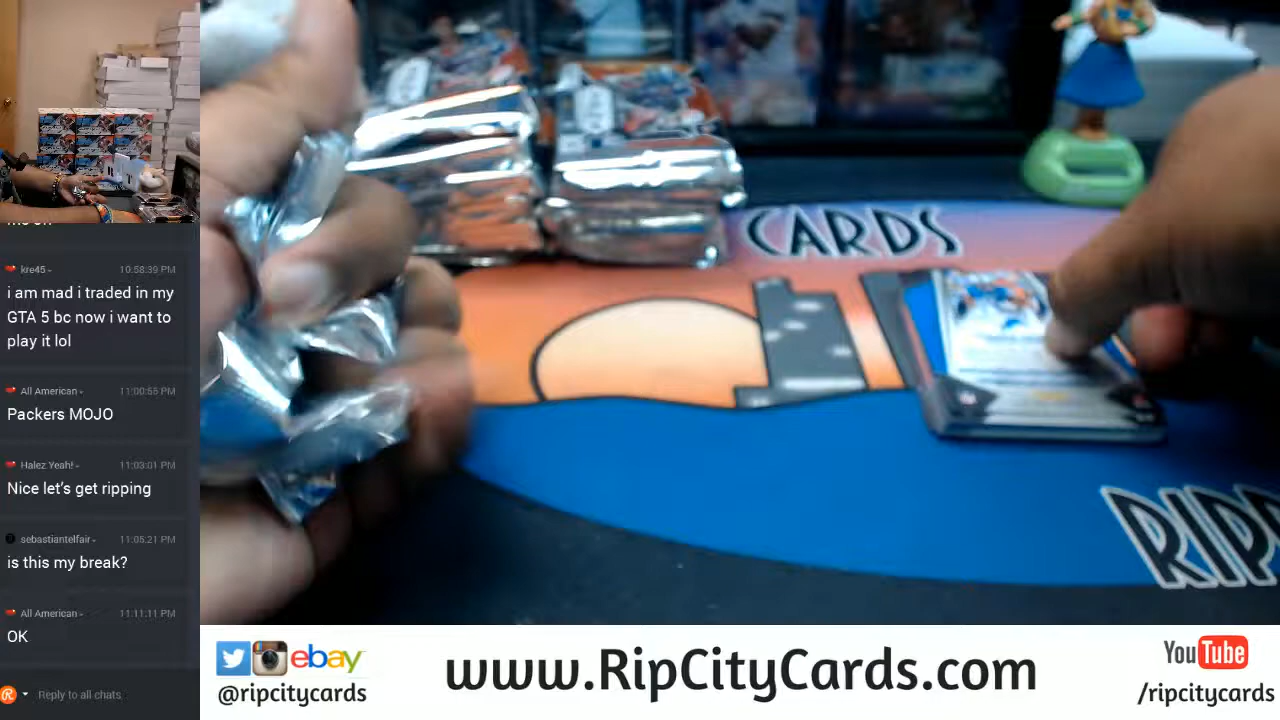 kre45
10:58:39 PM
i am mad i traded in my
GTA 5 bc now i want to
play it lol
All American
11:00:55 PM
Packers MOJO
Halez Yeah!
11:03:01 PM
Nice let's get ripping
sebastiantelfair
11:05:21 PM
is this my break?
All American
11:11:11 PM
OK
Reply to all chats.
CARDS
RIP
ebay
@ripcitycards
www.RipCityCards.com
YouTube
/ripcitycards